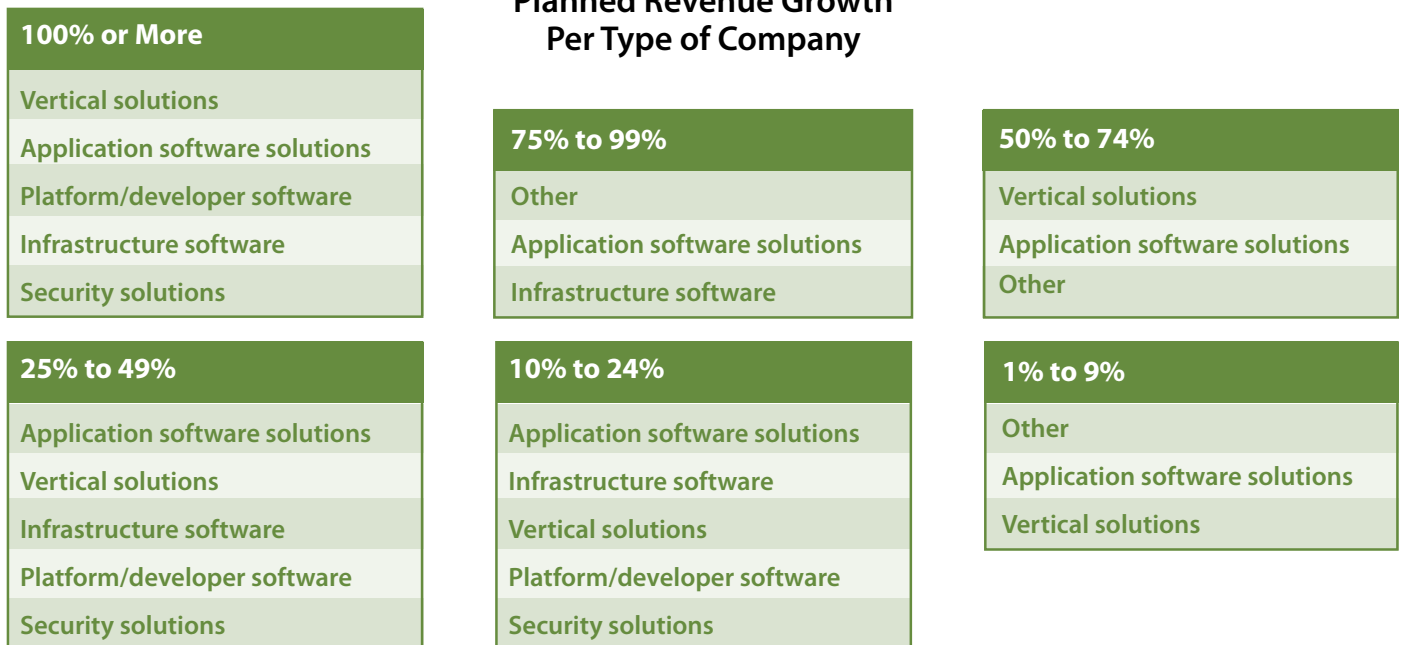 Planned Revenue Growth
Per Type of Company
100% or More
Vertical solutions
Application software solutions
Platform/developer software
Infrastructure software
Security solutions
75% to 99%
Other
Application software solutions
Infrastructure software
50% to 74%
Vertical solutions
Application software solutions
Other
25% to 49%
Application software solutions
Vertical solutions
Infrastructure software
Platform/developer software
Security solutions
10% to 24%
Application software solutions
Infrastructure software
Vertical solutions
Platform/developer software
Security solutions
1% to 9%
Other
Application software solutions
Vertical solutions